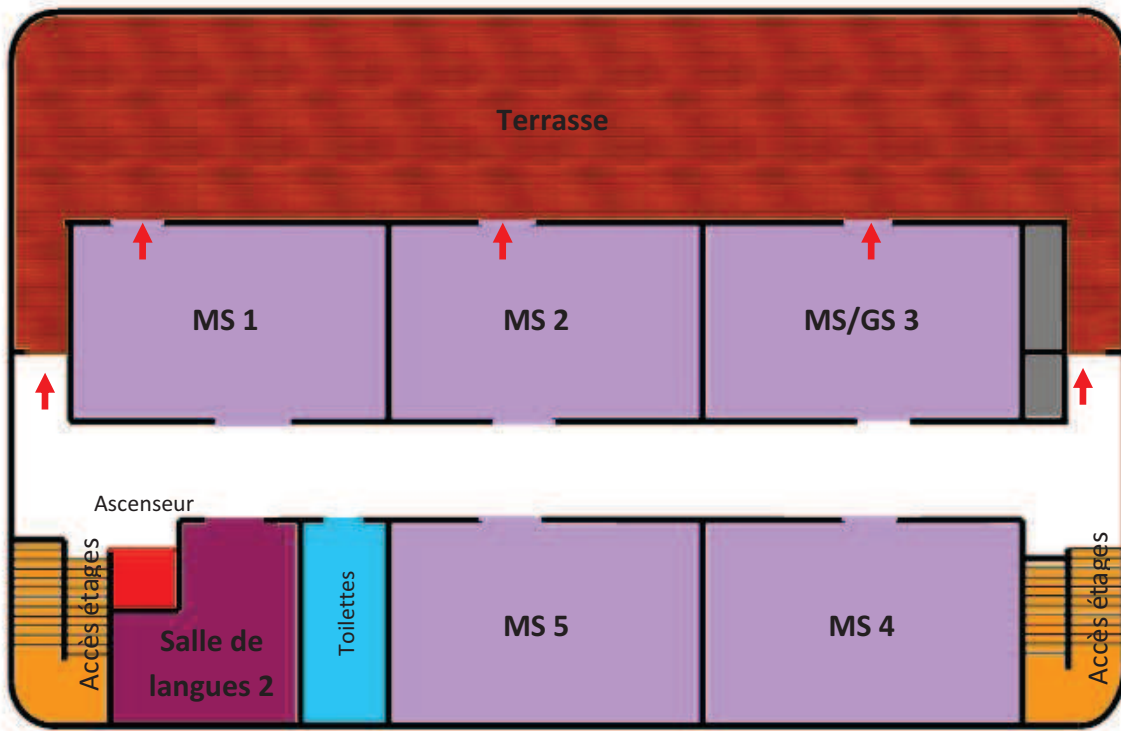 Terrasse
MS 1
MS 2
MS/GS 3
Ascenseur
Accès étages
Salle de
langues 2
Toilettes
MS 5
MS 4
Accès étages